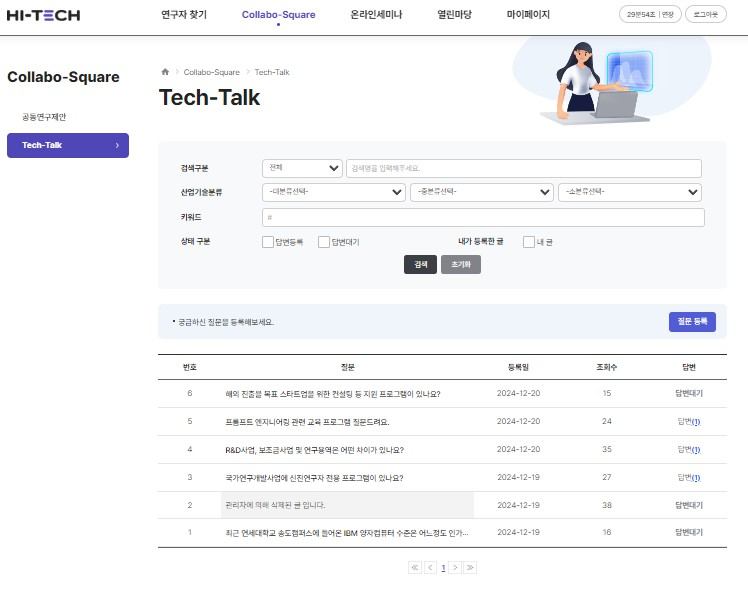 HI-TECH
연구자 찾기 Collabo-Square 온라인세미나 열린마당 마이페이지 29분54초 | 연장 로그아웃
Collabo-Square
공동연구제안
Tech-Talk
Collabo-Square Tech-Talk
Tech-Talk
검색구분 전체 검색명을 입력해주세요.
산업기술분류 -대분류선택- -중분류선택- -소분류선택-
키워드 #
상태 구분 답변등록 답변대기 내가 등록한 글 내 글
검색 초기화
• 궁금하신 질문을 등록해보세요. 질문 등록
번호 질문 등록일 조회수 답변
6 해외 진출을 목표 스타트업을 위한 컨설팅 등 지원 프로그램이 있나요? 2024-12-20 15 답변대기
5 프롬프트 엔지니어링 관련 교육 프로그램 질문드려요. 2024-12-20 24 답변(1)
4 R&D사업, 보조금사업 및 연구용역은 어떤 차이가 있나요? 2024-12-20 35 답변(1)
3 국가연구개발사업에 신진연구자 전용 프로그램이 있나요? 2024-12-19 27 답변(1)
2 관리자에 의해 삭제된 글 입니다. 2024-12-19 38 답변대기
1 최근 연세대학교 송도캠퍼스에 들어온 IBM 양자컴퓨터 수준은 어느정도 인가... 2024-12-19 16 답변대기
≪ < 1 > ≫